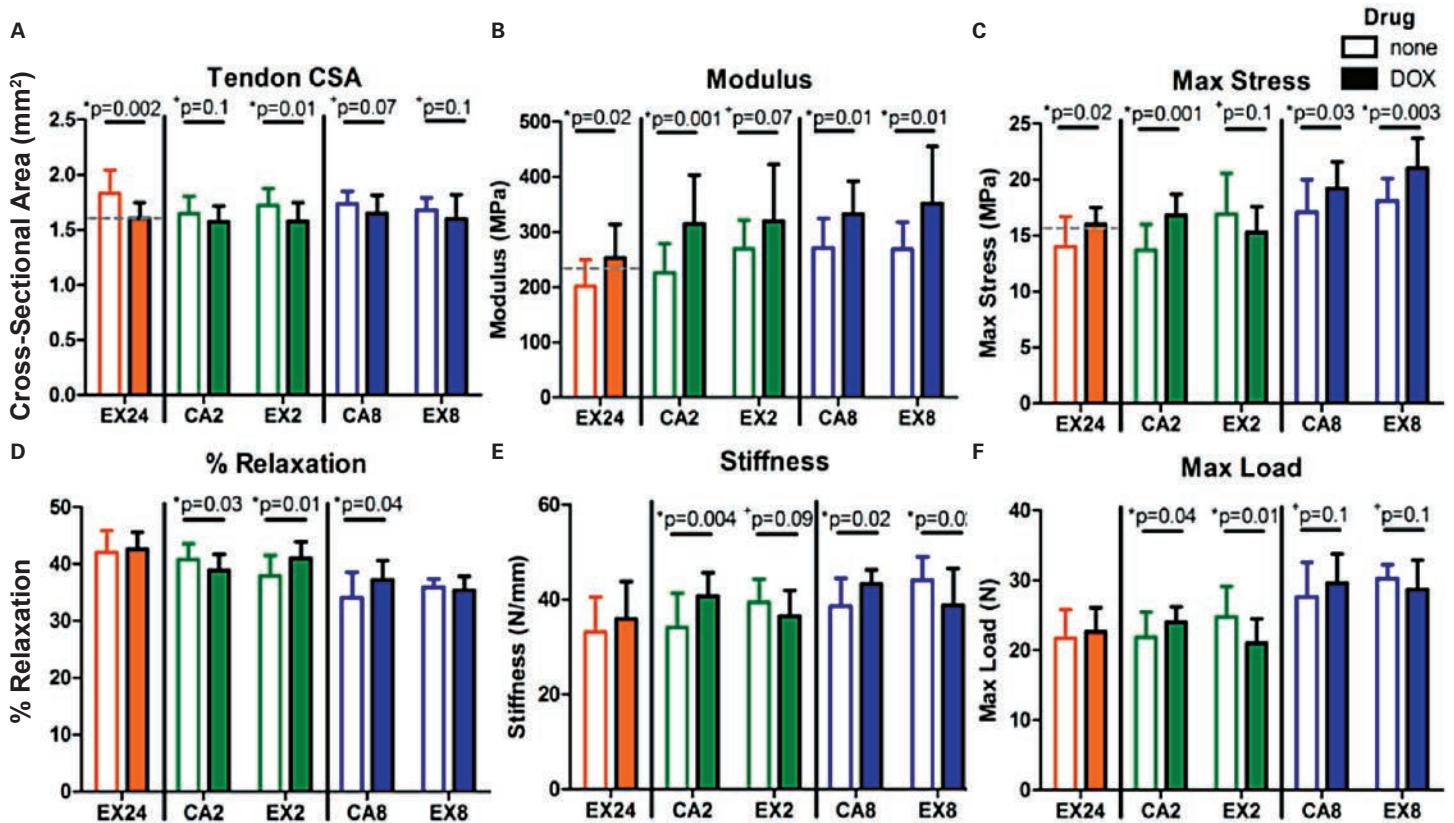 A
Tendon CSA
*p=0.002 +p=0.1 *p=0.01 +p=0.07 +p=0.1
Cross-Sectional Area (mm²)
2.5
2.0
1.5
1.0
0.5
0.0
EX24 CA2 EX2 CA8 EX8
B
Modulus
*p=0.02 *p=0.001 +p=0.07 *p=0.01 *p=0.01
Modulus (MPa)
500
400
300
200
100
0
EX24 CA2 EX2 CA8 EX8
C
Drug
none
DOX
Max Stress
*p=0.02 *p=0.001 +p=0.1 *p=0.03 *p=0.003
Max Stress (MPa)
25
20
15
10
5
0
EX24 CA2 EX2 CA8 EX8
D
% Relaxation
*p=0.03 *p=0.01 *p=0.04
% Relaxation
50
40
30
20
10
0
EX24 CA2 EX2 CA8 EX8
E
Stiffness
*p=0.004 +p=0.09 *p=0.02
Stiffness (N/mm)
60
40
20
0
EX24 CA2 EX2 CA8 EX8
F
Max Load
*p=0.04 *p=0.01 +p=0.1 +p=0.1
Max Load (N)
40
30
20
10
0
EX24 CA2 EX2 CA8 EX8